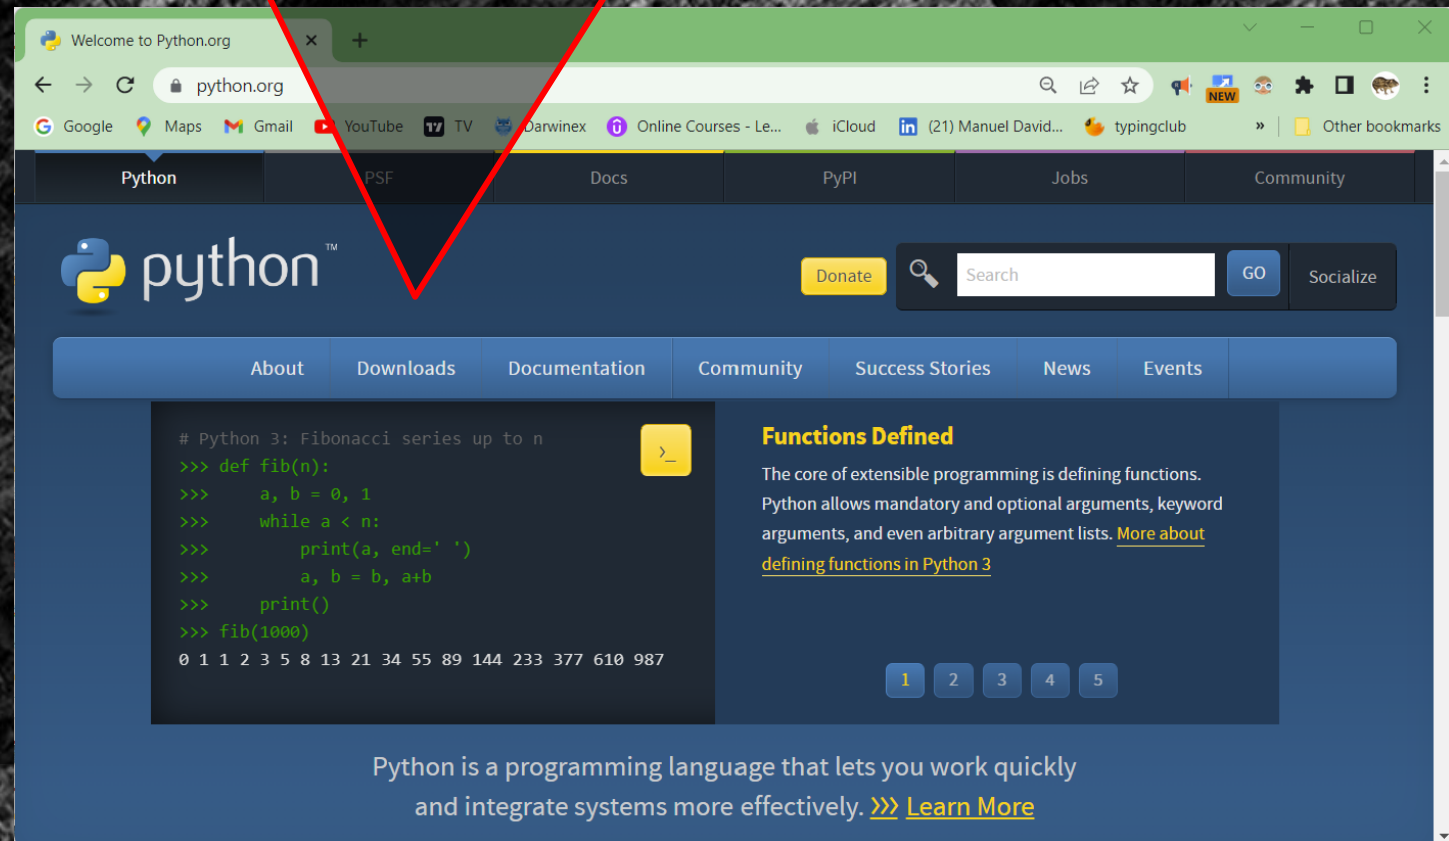 Welcome to Python.org
python.org
NEW
Google Maps Gmail YouTube TV Darwinex Online Courses - Le... iCloud in (21) Manuel David... typingclub » Other bookmarks
Python PSF Docs PyPI Jobs Community
python™
Donate Search GO Socialize
About Downloads Documentation Community Success Stories News Events
# Python 3: Fibonacci series up to n
>>> def fib(n):
>>>     a, b = 0, 1
>>>     while a < n:
>>>         print(a, end=' ')
>>>         a, b = b, a+b
>>>     print()
>>> fib(1000)
0 1 1 2 3 5 8 13 21 34 55 89 144 233 377 610 987
>_
Functions Defined
The core of extensible programming is defining functions.
Python allows mandatory and optional arguments, keyword
arguments, and even arbitrary argument lists. More about
defining functions in Python 3
1 2 3 4 5
Python is a programming language that lets you work quickly
and integrate systems more effectively. >>> Learn More